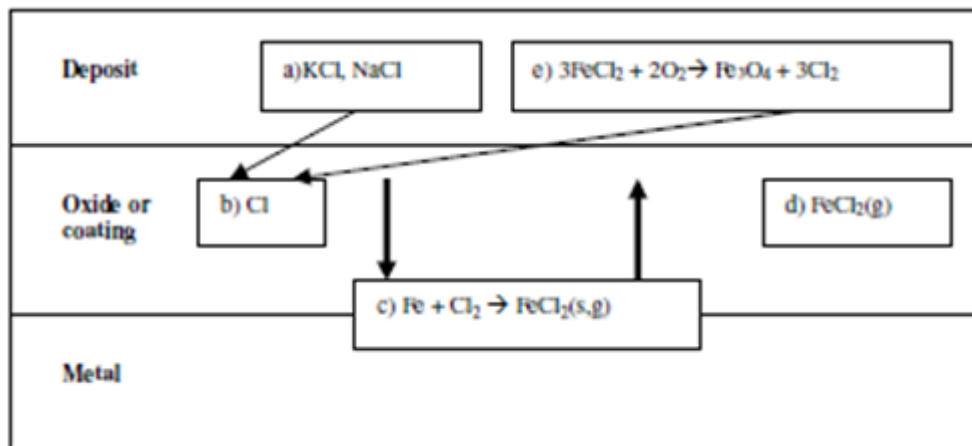 Deposit
a)KCl, NaCl
e) 3FeCl₂ + 2O₂→ Fe₃O₄ + 3Cl₂
Oxide or
coating
b) Cl
d) FeCl₂(g)
c) Fe + Cl₂ → FeCl₂(s,g)
Metal